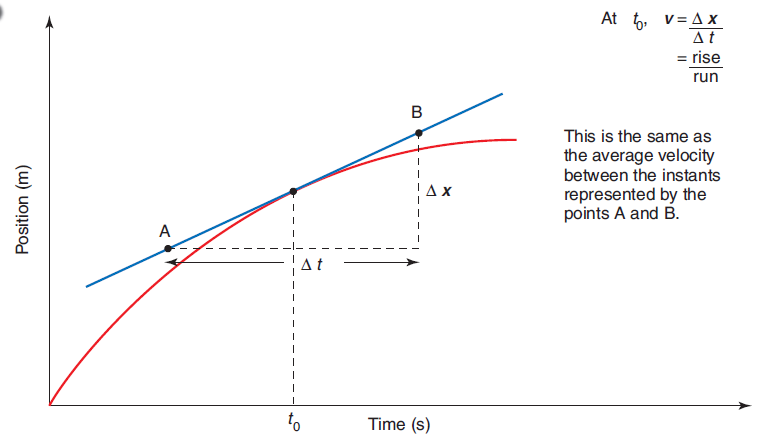 At t0, v = Δx
Δt
= rise
run
B
This is the same as
the average velocity
between the instants
represented by the
points A and B.
Δx
A
Δt
Position (m)
t0
Time (s)